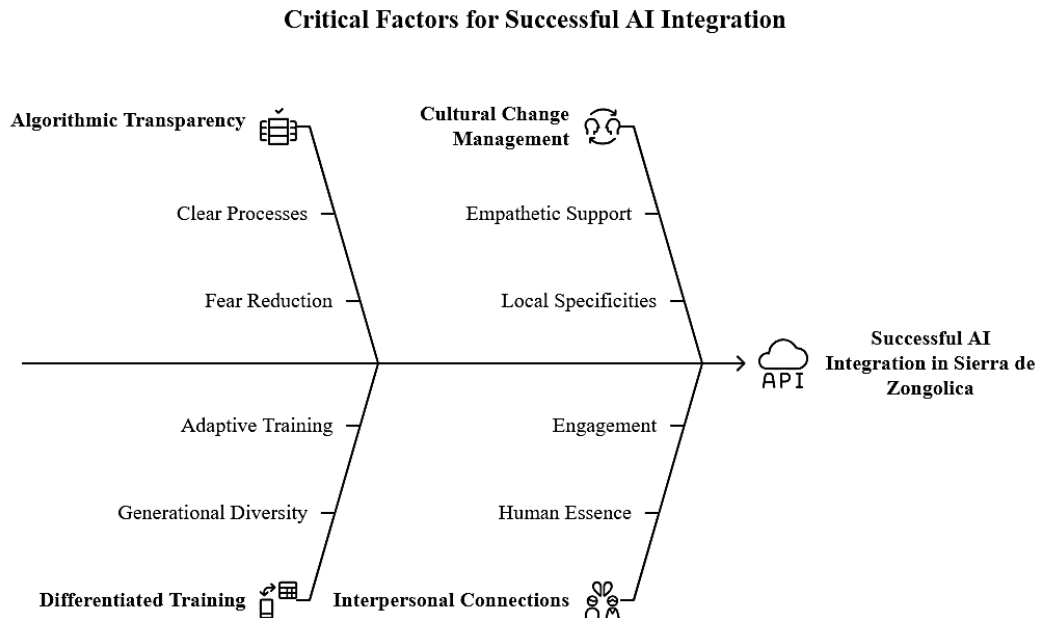 Critical Factors for Successful AI Integration
Algorithmic Transparency
Cultural Change
Management
Clear Processes
Empathetic Support
Fear Reduction
Local Specificities
Successful AI
Integration in Sierra de
Zongolica
API
Adaptive Training
Engagement
Generational Diversity
Human Essence
Differentiated Training
Interpersonal Connections